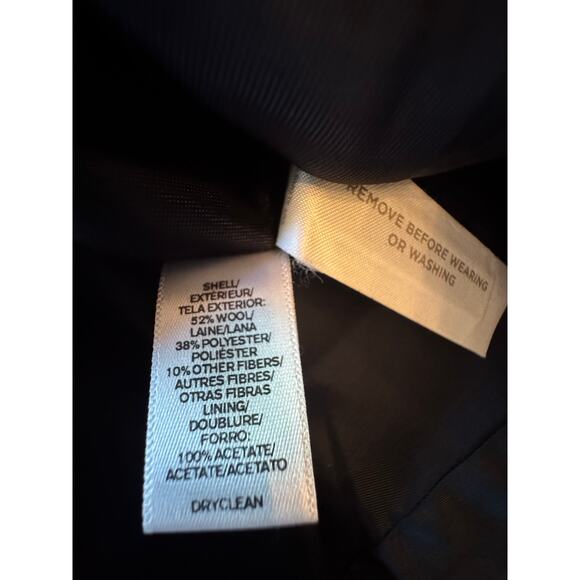 SHELL/
EXTÉRIEUR/
TELA EXTERIOR:
52% WOOL/
LAINE/LANA
38% POLYESTER/
POLIÉSTER
10% OTHER FIBERS/
AUTRES FIBRES/
OTRAS FIBRAS
LINING/
DOUBLURE/
FORRO:
100% ACETATE/
ACETATE/ACETATO
DRYCLEAN
REMOVE BEFORE WEARING
OR WASHING